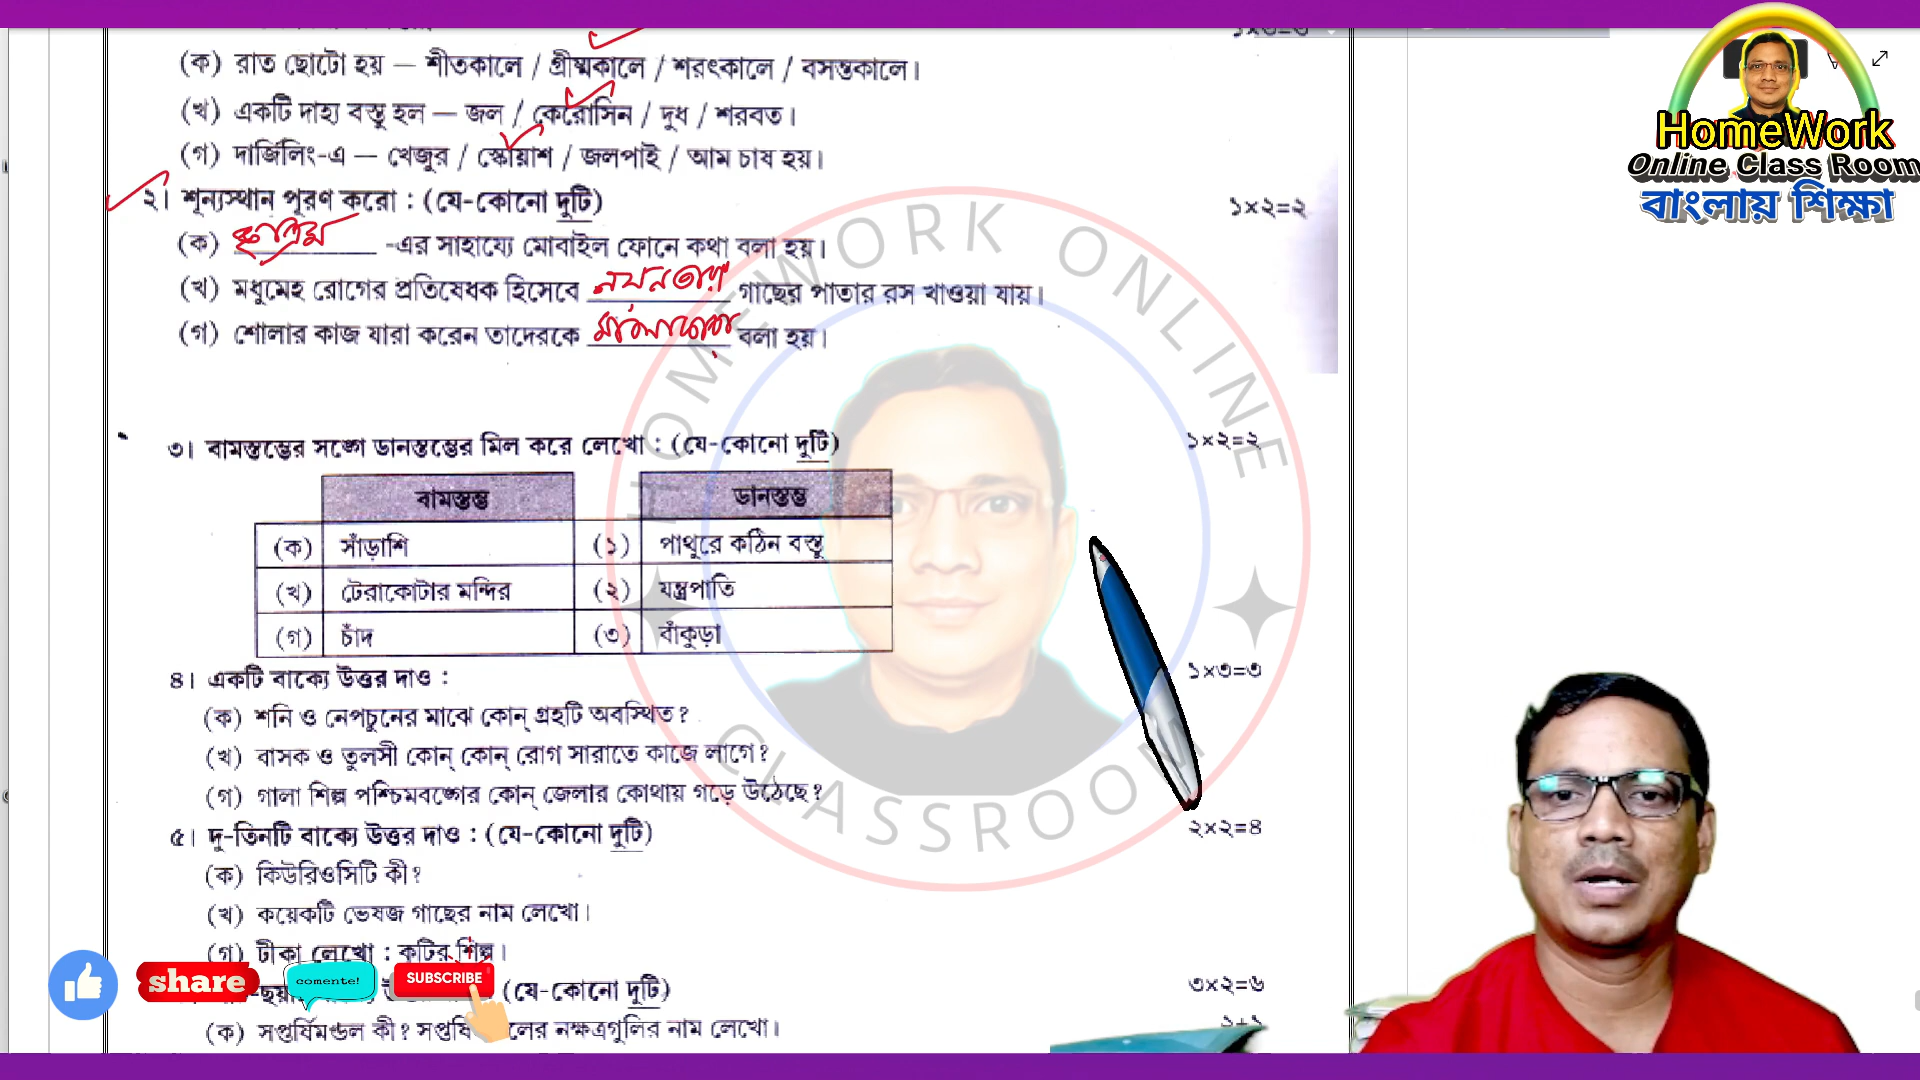 (ক) রাত ছোটো হয় — শীতকালে / গ্রীষ্মকালে / শরৎকালে / বসন্তকালে।
(খ) একটি দাহ্য বস্তু হল — জল / কেরোসিন / দুধ / শরবত।
(গ) দার্জিলিং-এ — খেজুর / স্কোয়াশ / জলপাই / আম চাষ হয়।
২। শূন্যস্থান পূরণ করো : (যে-কোনো দুটি) ১×২=২
(ক) কৃত্রিম -এর সাহায্যে মোবাইল ফোনে কথা বলা হয়।
(খ) মধুমেহ রোগের প্রতিষেধক হিসেবে নয়নতারা গাছের পাতার রস খাওয়া যায়।
(গ) শোলার কাজ যারা করেন তাদেরকে মালাকার বলা হয়।
৩। বামস্তম্ভের সঙ্গে ডানস্তম্ভের মিল করে লেখো : (যে-কোনো দুটি) ১×২=২
বামস্তম্ভ ডানস্তম্ভ
(ক) সাঁড়াশি (১) পাথুরে কঠিন বস্তু
(খ) টেরাকোটার মন্দির (২) যন্ত্রপাতি
(গ) চাঁদ (৩) বাঁকুড়া
৪। একটি বাক্যে উত্তর দাও : ১×৩=৩
(ক) শনি ও নেপচুনের মাঝে কোন্ গ্রহটি অবস্থিত?
(খ) বাসক ও তুলসী কোন্ কোন্ রোগ সারাতে কাজে লাগে?
(গ) গালা শিল্প পশ্চিমবঙ্গের কোন্ জেলার কোথায় গড়ে উঠেছে?
৫। দু-তিনটি বাক্যে উত্তর দাও : (যে-কোনো দুটি) ২×২=৪
(ক) কিউরিওসিটি কী?
(খ) কয়েকটি ভেষজ গাছের নাম লেখো।
(গ) টীকা লেখো : কুটির শিল্প।
(যে-কোনো দুটি) ৩×২=৬
(ক) সপ্তর্ষিমণ্ডল কী? নক্ষত্রগুলির নাম লেখো।
HomeWork
Online Class Room
বাংলায় শিক্ষা
HOMEWORK ONLINE
CLASSROOM
share
comente!
SUBSCRIBE